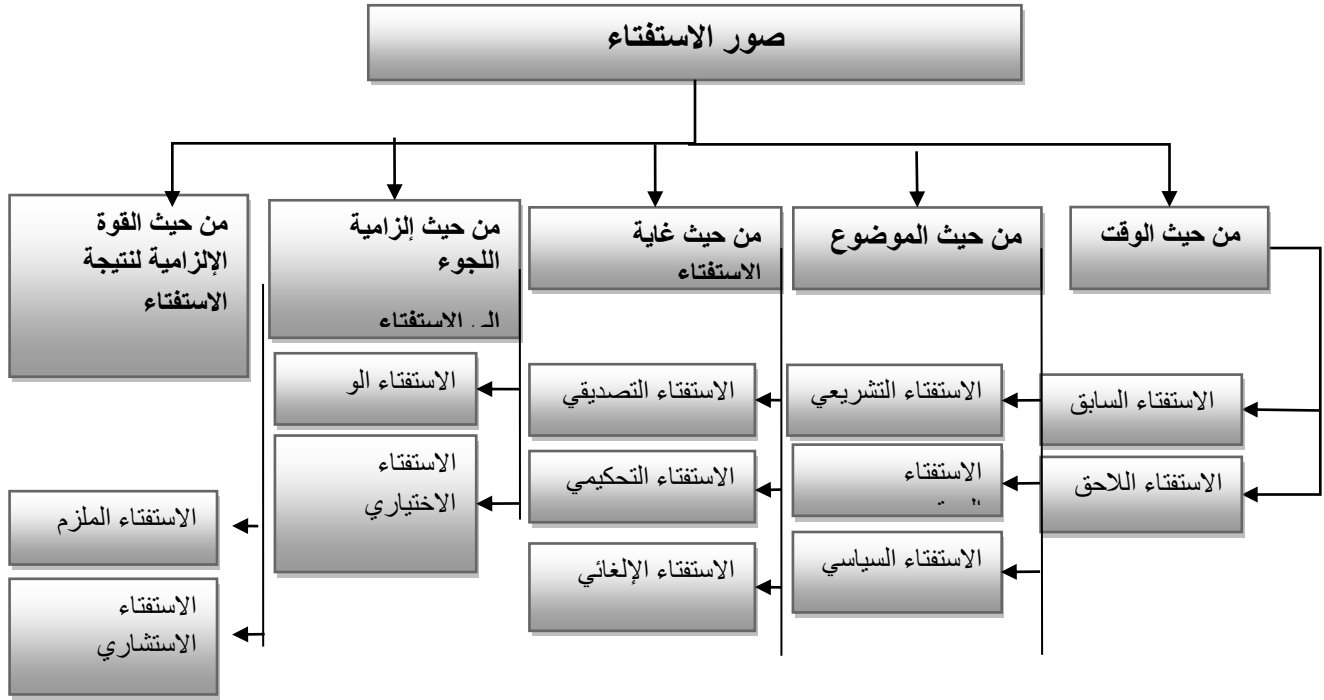 صور الاستفتاء
من حيث الوقت
من حيث الموضوع
من حيث غاية
الاستفتاء
من حيث إلزامية
اللجوء
الى الاستفتاء
من حيث القوة
الإلزامية لنتيجة
الاستفتاء
الاستفتاء السابق
الاستفتاء اللاحق
الاستفتاء التشريعي
الاستفتاء
الاستفتاء السياسي
الاستفتاء التصديقي
الاستفتاء التحكيمي
الاستفتاء الإلغائي
الاستفتاء الو
الاستفتاء
الاختياري
الاستفتاء الملزم
الاستفتاء
الاستشاري